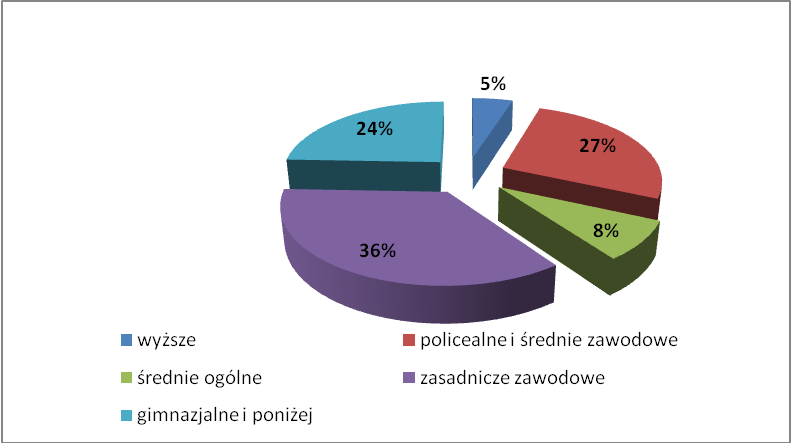 5%
24%
27%
8%
36%
wyższe
policealne i średnie zawodowe
średnie ogólne
zasadnicze zawodowe
gimnazjalne i poniżej